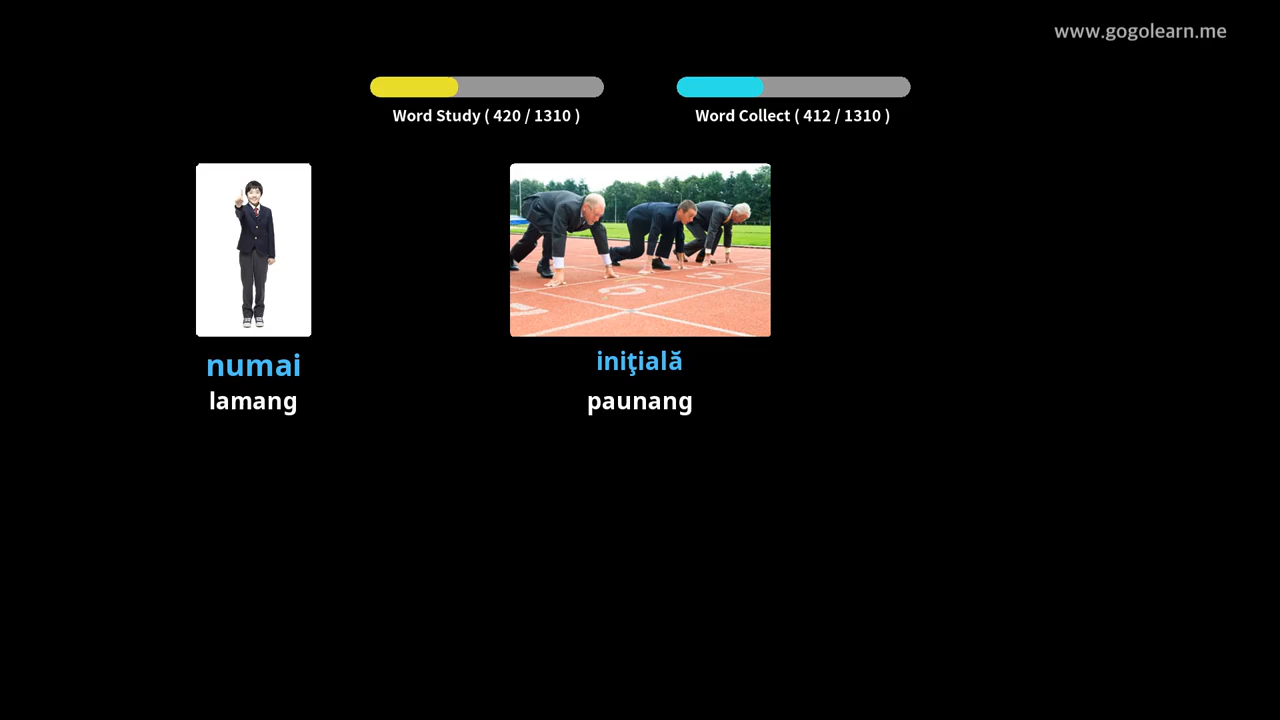 www.gogolearn.me
Word Study ( 420 / 1310 )
Word Collect ( 412 / 1310 )
numai
lamang
iniţială
paunang